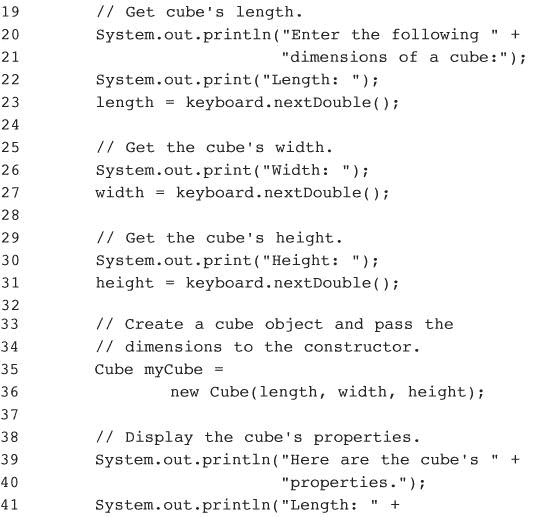 19        // Get cube's length.
20        System.out.println("Enter the following " +
21                           "dimensions of a cube:");
22        System.out.print("Length: ");
23        length = keyboard.nextDouble();
24
25        // Get the cube's width.
26        System.out.print("Width: ");
27        width = keyboard.nextDouble();
28
29        // Get the cube's height.
30        System.out.print("Height: ");
31        height = keyboard.nextDouble();
32
33        // Create a cube object and pass the
34        // dimensions to the constructor.
35        Cube myCube =
36                new Cube(length, width, height);
37
38        // Display the cube's properties.
39        System.out.println("Here are the cube's " +
40                           "properties.");
41        System.out.println("Length: " +